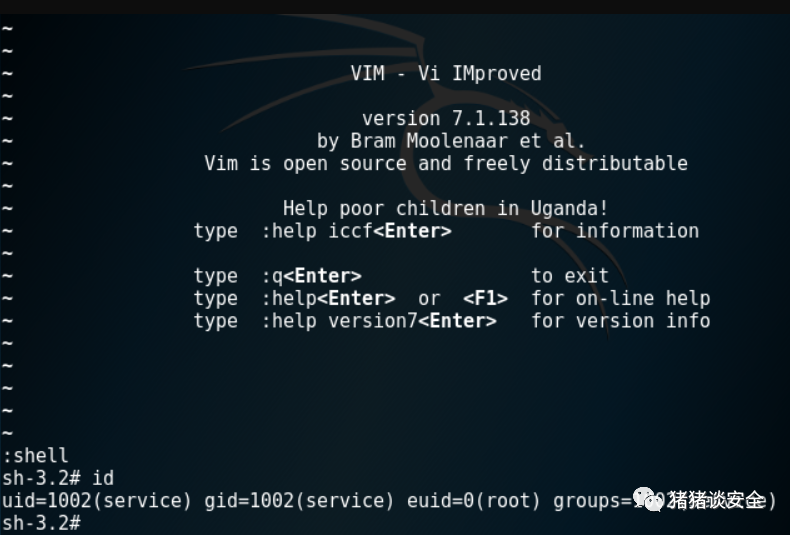 ~
~
~ VIM - Vi IMproved
~
~ version 7.1.138
~ by Bram Moolenaar et al.
~ Vim is open source and freely distributable
~
~ Help poor children in Uganda!
~ type :help iccf<Enter> for information
~
~ type :q<Enter> to exit
~ type :help<Enter> or <F1> for on-line help
~ type :help version7<Enter> for version info
~
~
~
~
~
:shell
sh-3.2# id
uid=1002(service) gid=1002(service) euid=0(root) groups=
猪猪谈安全
sh-3.2#